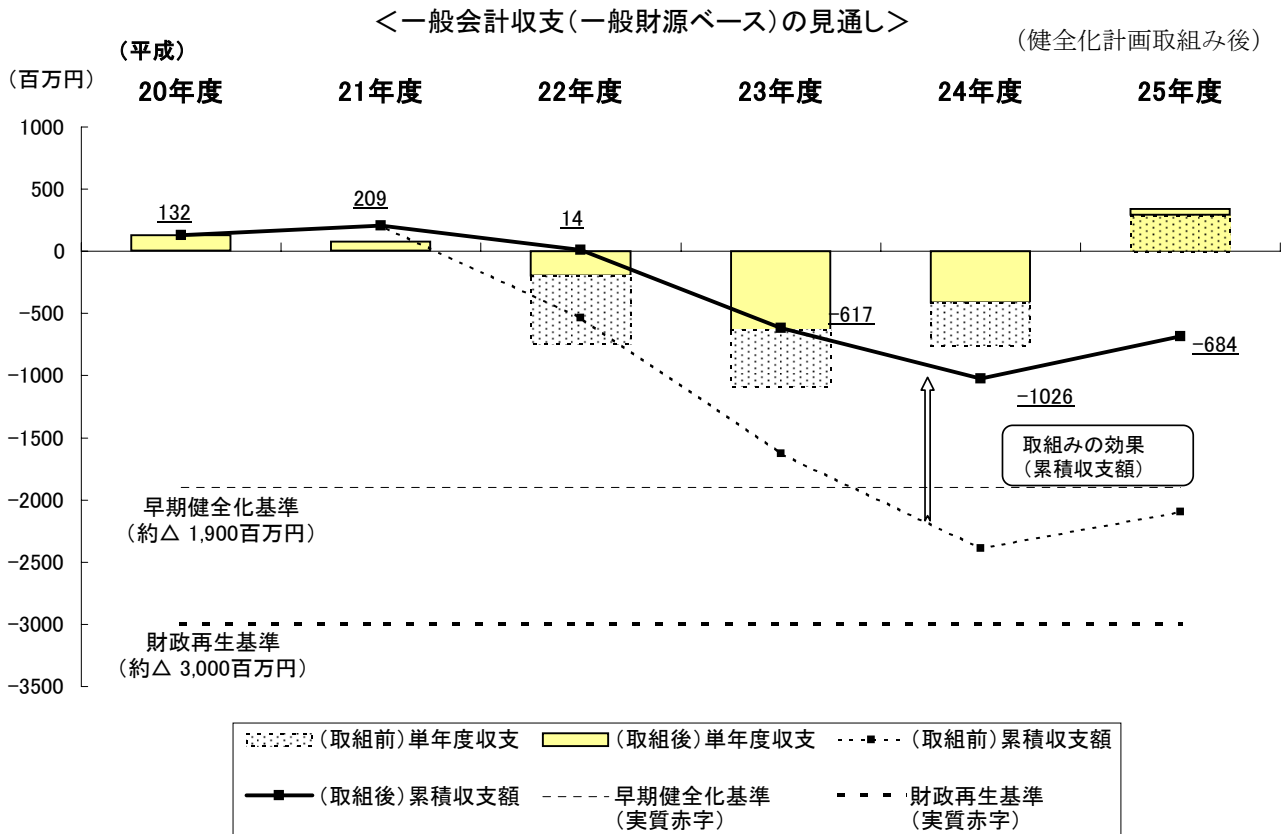 ＜一般会計収支（一般財源ベース）の見通し＞
（健全化計画取組み後）
（平成）
（百万円）
20年度 21年度 22年度 23年度 24年度 25年度
1000
500
0
-500
-1000
-1500
-2000
-2500
-3000
-3500
132
209
14
-617
-1026
-684
取組みの効果
（累積収支額）
早期健全化基準
（約△ 1,900百万円）
財政再生基準
（約△ 3,000百万円）
（取組前）単年度収支 （取組後）単年度収支 （取組前）累積収支額
（取組後）累積収支額 早期健全化基準 財政再生基準
（実質赤字） （実質赤字）